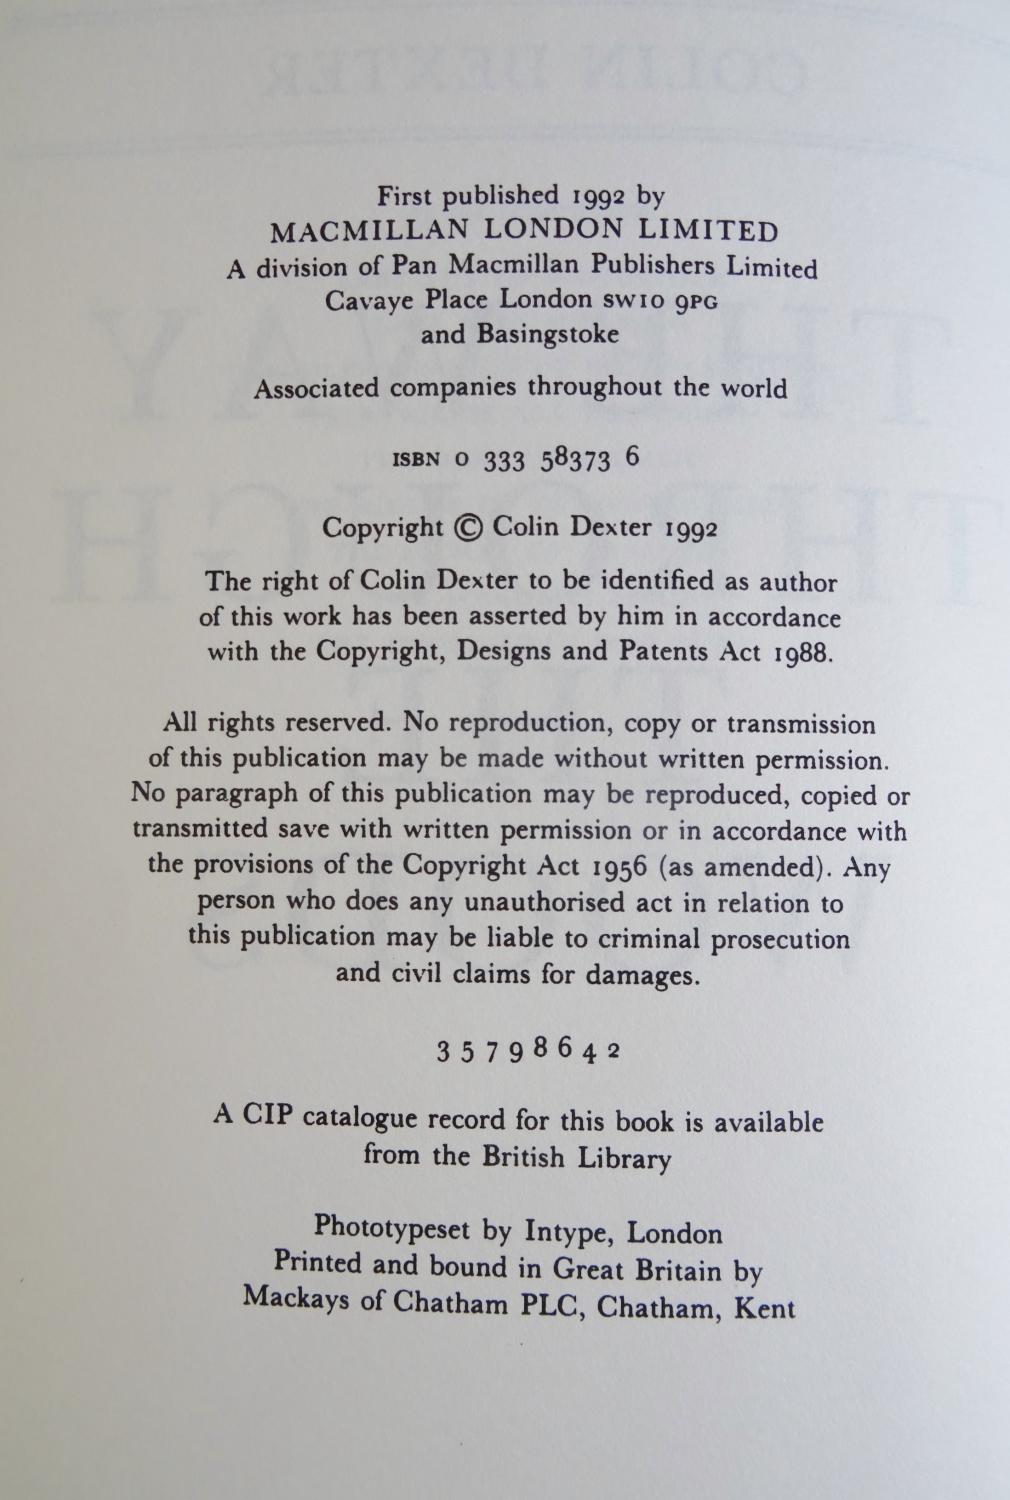 COLIN DEXTER
THE WAY
THROUGH
THE
WOODS
First published 1992 by
MACMILLAN LONDON LIMITED
A division of Pan Macmillan Publishers Limited
Cavaye Place London SW10 9PG
and Basingstoke
Associated companies throughout the world
ISBN 0 333 58373 6
Copyright © Colin Dexter 1992
The right of Colin Dexter to be identified as author
of this work has been asserted by him in accordance
with the Copyright, Designs and Patents Act 1988.
All rights reserved. No reproduction, copy or transmission
of this publication may be made without written permission.
No paragraph of this publication may be reproduced, copied or
transmitted save with written permission or in accordance with
the provisions of the Copyright Act 1956 (as amended). Any
person who does any unauthorised act in relation to
this publication may be liable to criminal prosecution
and civil claims for damages.
3 5 7 9 8 6 4 2
A CIP catalogue record for this book is available
from the British Library
Phototypeset by Intype, London
Printed and bound in Great Britain by
Mackays of Chatham PLC, Chatham, Kent